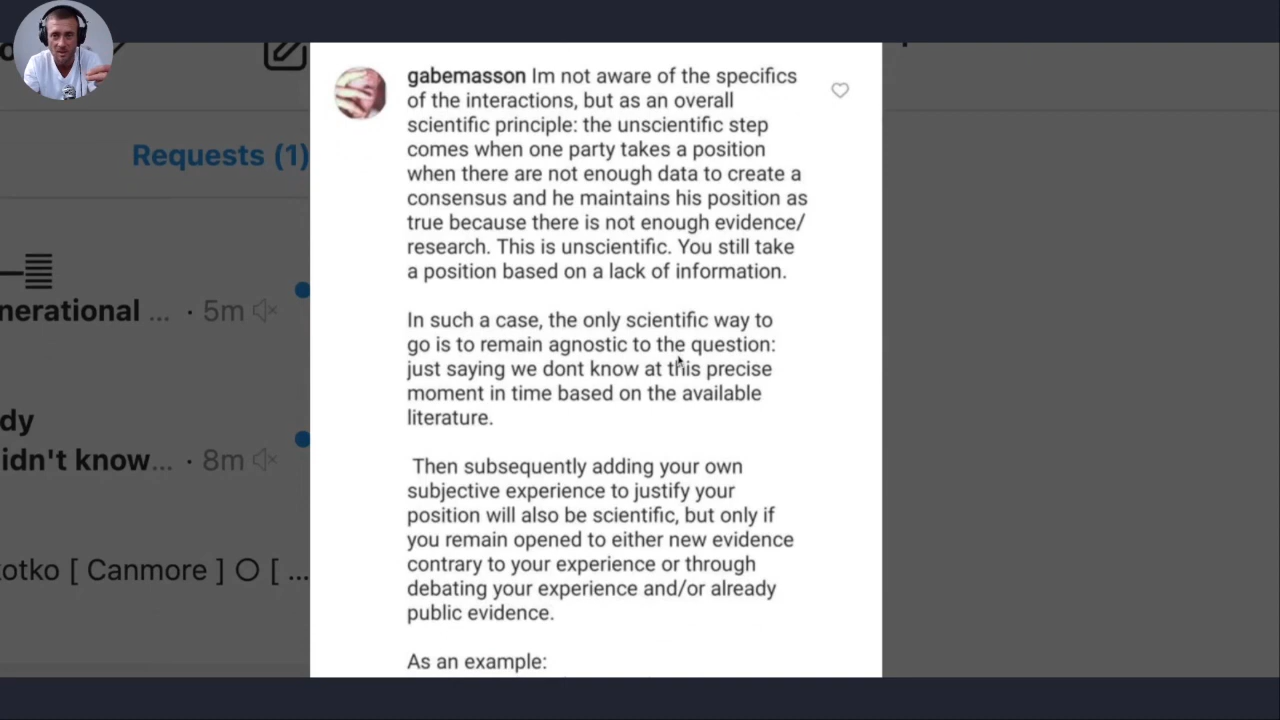 Requests (1)
nerational ... · 5m
dy
idn't know... · 8m
otko [ Canmore ] O [ ...
gabemasson Im not aware of the specifics
of the interactions, but as an overall
scientific principle: the unscientific step
comes when one party takes a position
when there are not enough data to create a
consensus and he maintains his position as
true because there is not enough evidence/
research. This is unscientific. You still take
a position based on a lack of information.
In such a case, the only scientific way to
go is to remain agnostic to the question:
just saying we dont know at this precise
moment in time based on the available
literature.
Then subsequently adding your own
subjective experience to justify your
position will also be scientific, but only if
you remain opened to either new evidence
contrary to your experience or through
debating your experience and/or already
public evidence.
As an example: